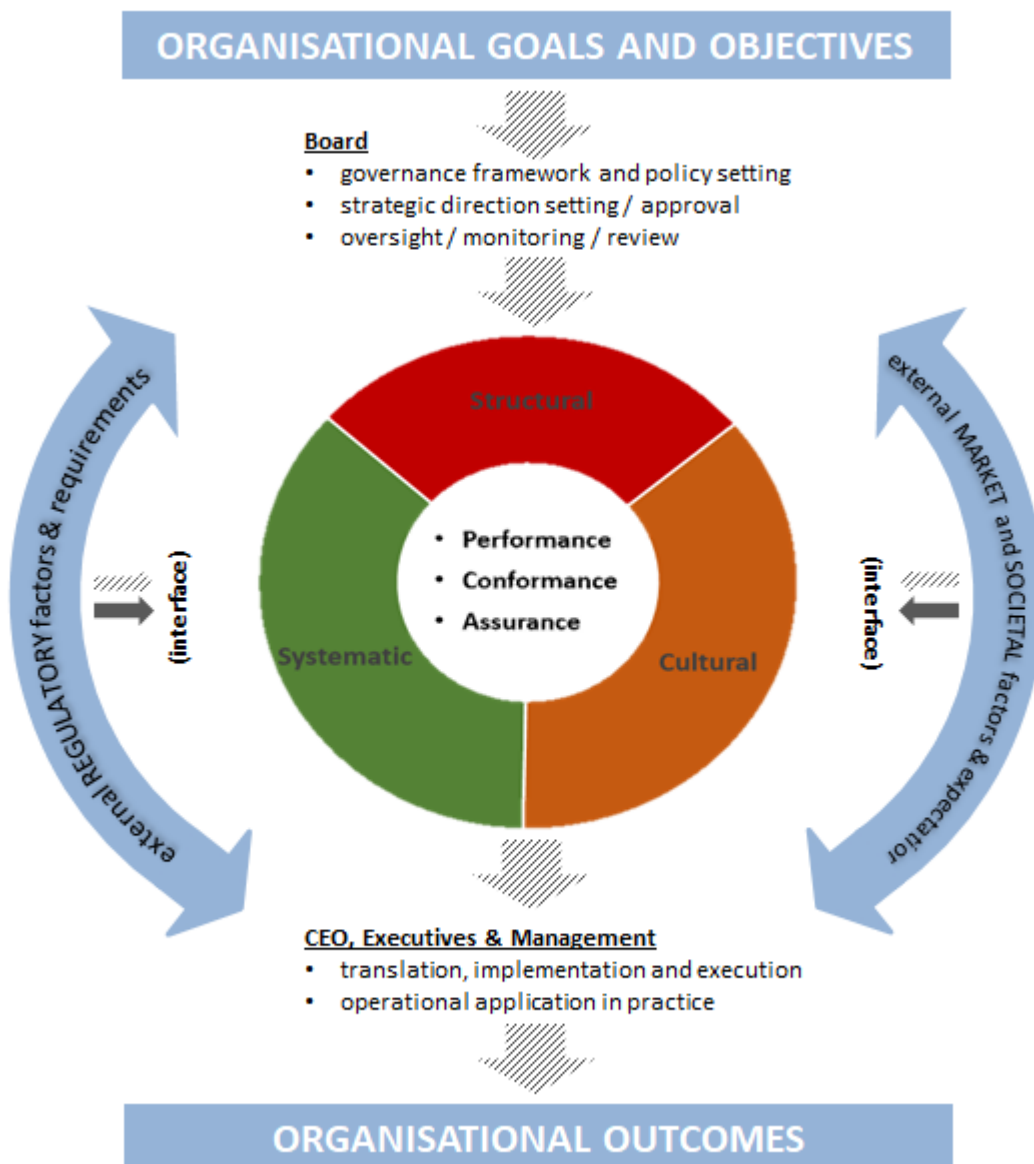 ORGANISATIONAL GOALS AND OBJECTIVES
Board
• governance framework and policy setting
• strategic direction setting / approval
• oversight / monitoring / review
external REGULATORY factors & requirements
(interface)
Structural
Systematic
Cultural
• Performance
• Conformance
• Assurance
(interface)
external MARKET and SOCIETAL factors & expectation
CEO, Executives & Management
• translation, implementation and execution
• operational application in practice
ORGANISATIONAL OUTCOMES